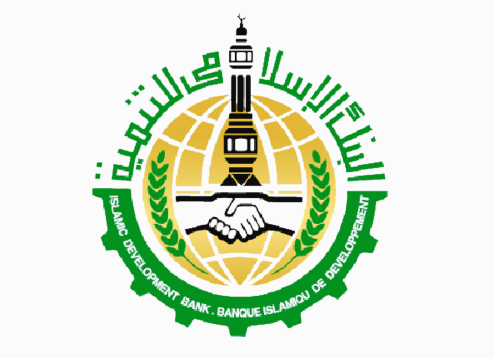 البنك الإسلامي للتنمية
ISLAMIC DEVELOPMENT BANK . BANQUE ISLAMIQU DE DEVELOPPEMENT